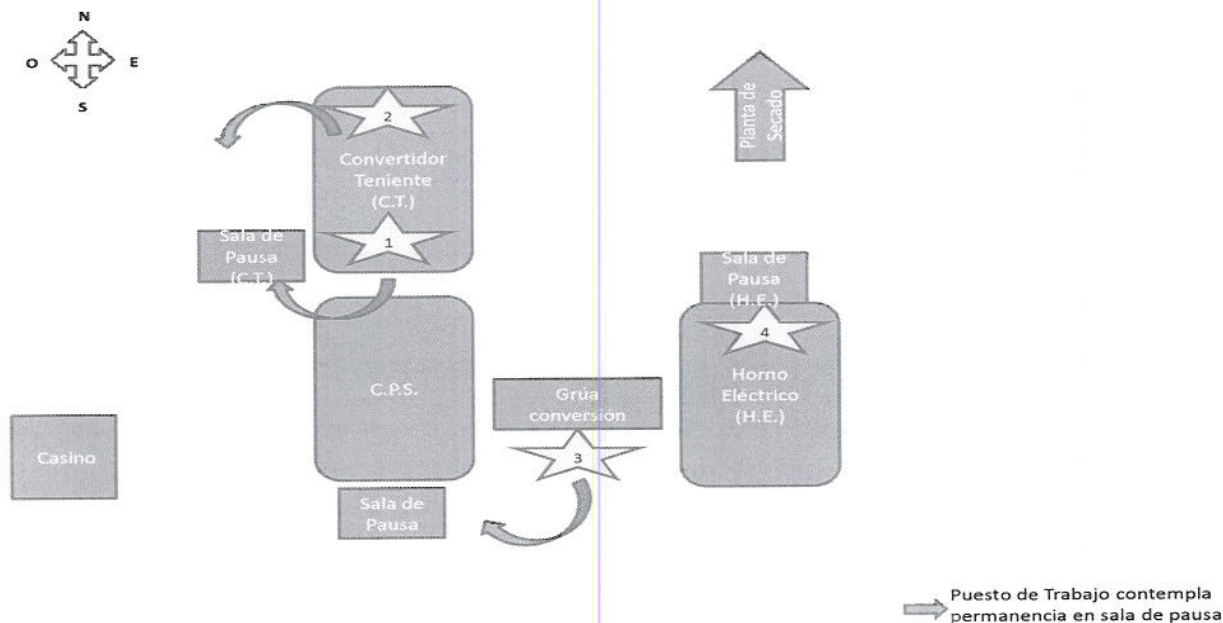 N
O
E
S
2
Convertidor
Teniente
(C.T.)
1
Sala de
Pausa
(C.T.)
Planta de
Secado
Sala de
Pausa
(H.E.)
4
Horno
Eléctrico
(H.E.)
C.P.S.
Grúa
conversión
3
Casino
Sala de
Pausa
Puesto de Trabajo contempla
permanencia en sala de pausa